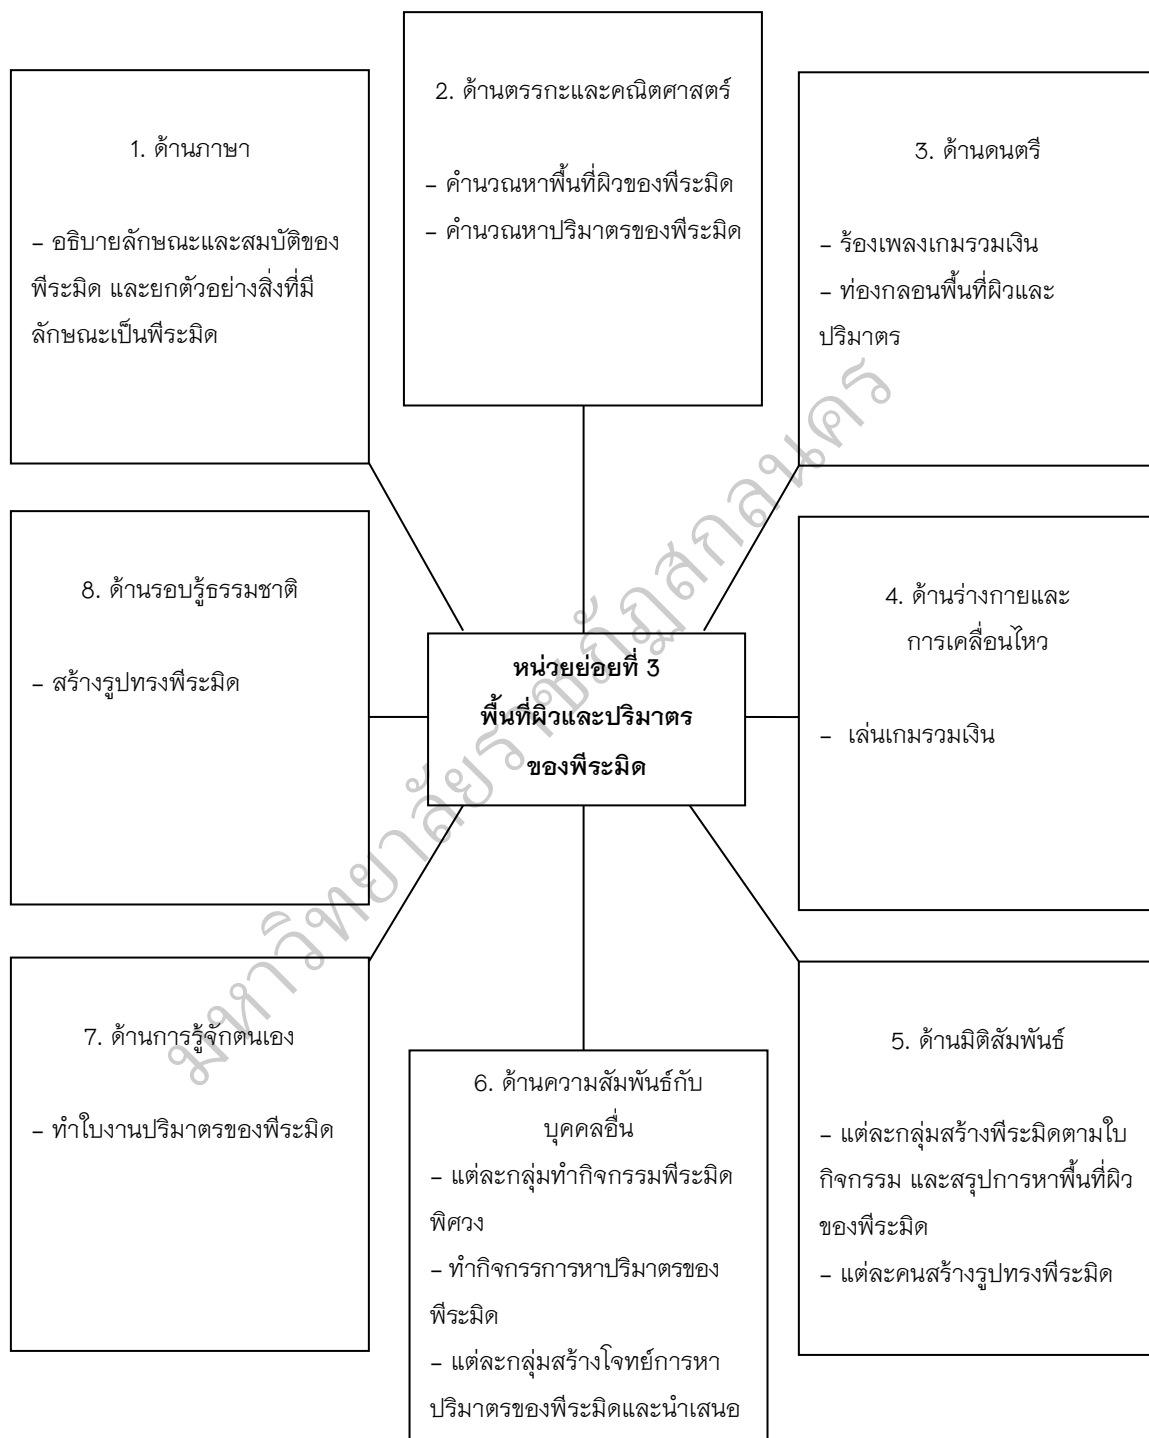 1. ด้านภาษา
– อธิบายลักษณะและสมบัติของ
พีระมิด และยกตัวอย่างสิ่งที่มี
ลักษณะเป็นพีระมิด
2. ด้านตรรกะและคณิตศาสตร์
– คำนวณหาพื้นที่ผิวของพีระมิด
– คำนวณหาปริมาตรของพีระมิด
3. ด้านดนตรี
– ร้องเพลงเกมรวมเงิน
– ท่องกลอนพื้นที่ผิวและ
ปริมาตร
8. ด้านรอบรู้ธรรมชาติ
– สร้างรูปทรงพีระมิด
หน่วยย่อยที่ 3
พื้นที่ผิวและปริมาตร
ของพีระมิด
4. ด้านร่างกายและ
การเคลื่อนไหว
– เล่นเกมรวมเงิน
7. ด้านการรู้จักตนเอง
– ทำใบงานปริมาตรของพีระมิด
6. ด้านความสัมพันธ์กับ
บุคคลอื่น
– แต่ละกลุ่มทำกิจกรรมพีระมิด
พิศวง
– ทำกิจกรรการหาปริมาตรของ
พีระมิด
– แต่ละกลุ่มสร้างโจทย์การหา
ปริมาตรของพีระมิดและนำเสนอ
5. ด้านมิติสัมพันธ์
– แต่ละกลุ่มสร้างพีระมิดตามใบ
กิจกรรม และสรุปการหาพื้นที่ผิว
ของพีระมิด
– แต่ละคนสร้างรูปทรงพีระมิด
มหาวิทยาลัยราชภัฏสกลนคร